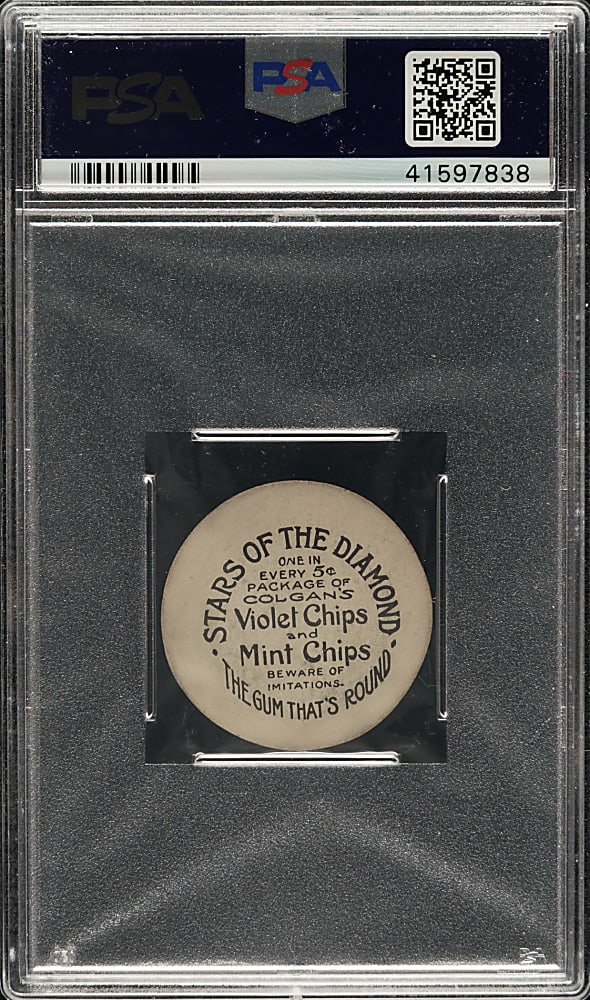 PSA
PSA
41597838
• STARS OF THE DIAMOND •
ONE IN
EVERY 5¢
PACKAGE OF
COLGAN'S
Violet Chips
and
Mint Chips
BEWARE OF
IMITATIONS.
THE GUM THAT'S ROUND